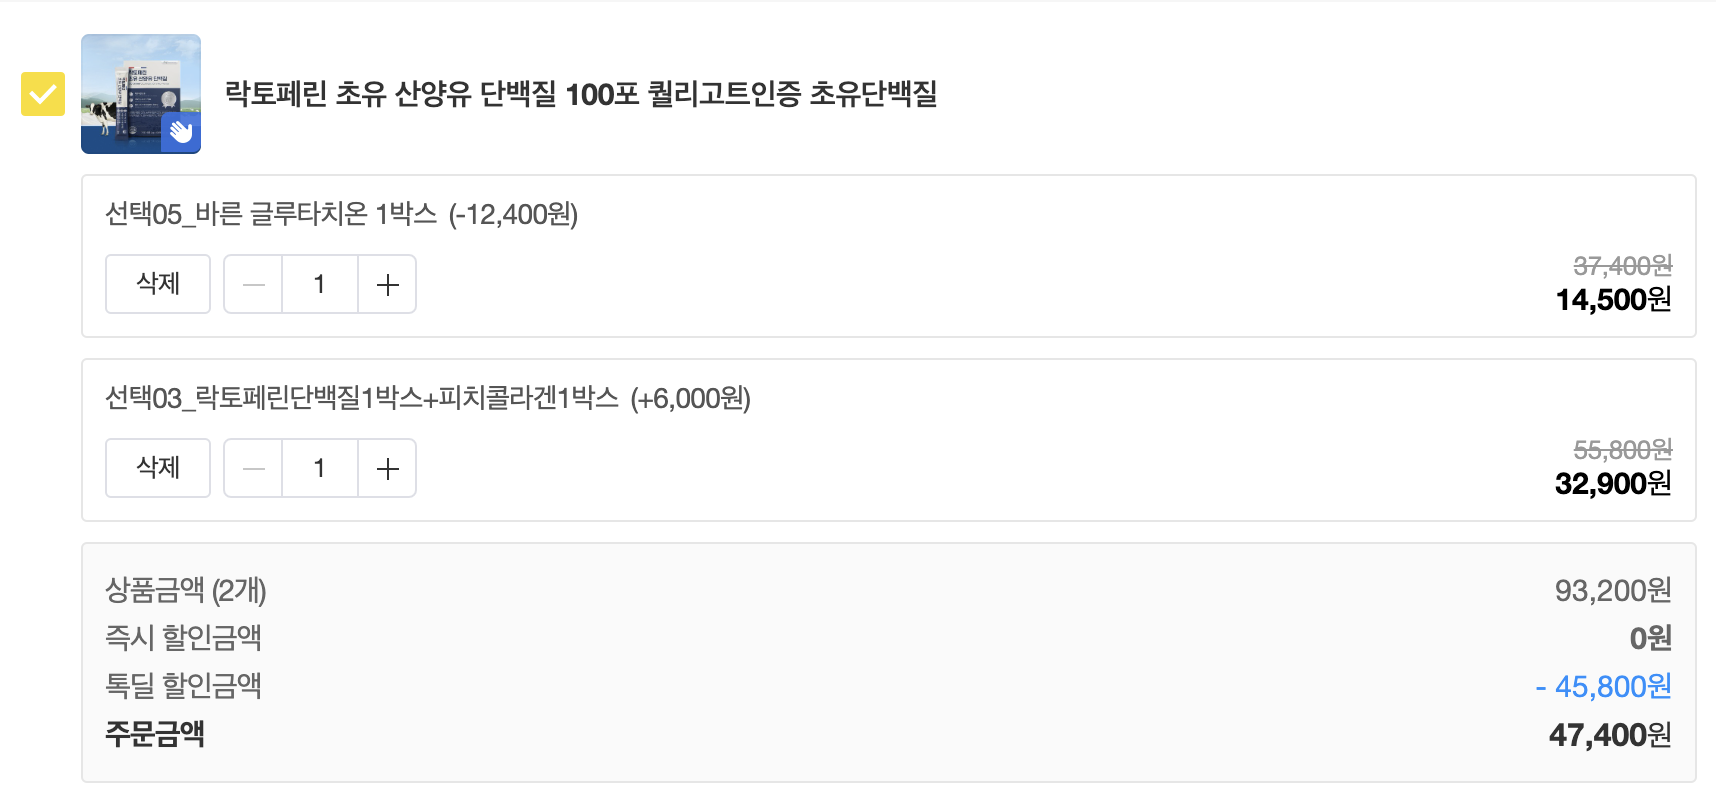 락토페린 초유 산양유 단백질 100포 퀄리고트인증 초유단백질
선택05_바른 글루타치온 1박스 (-12,400원)
삭제 — 1 +
37,400원
14,500원
선택03_락토페린단백질1박스+피치콜라겐1박스 (+6,000원)
삭제 — 1 +
55,800원
32,900원
상품금액 (2개) 93,200원
즉시 할인금액 0원
톡딜 할인금액 - 45,800원
주문금액 47,400원